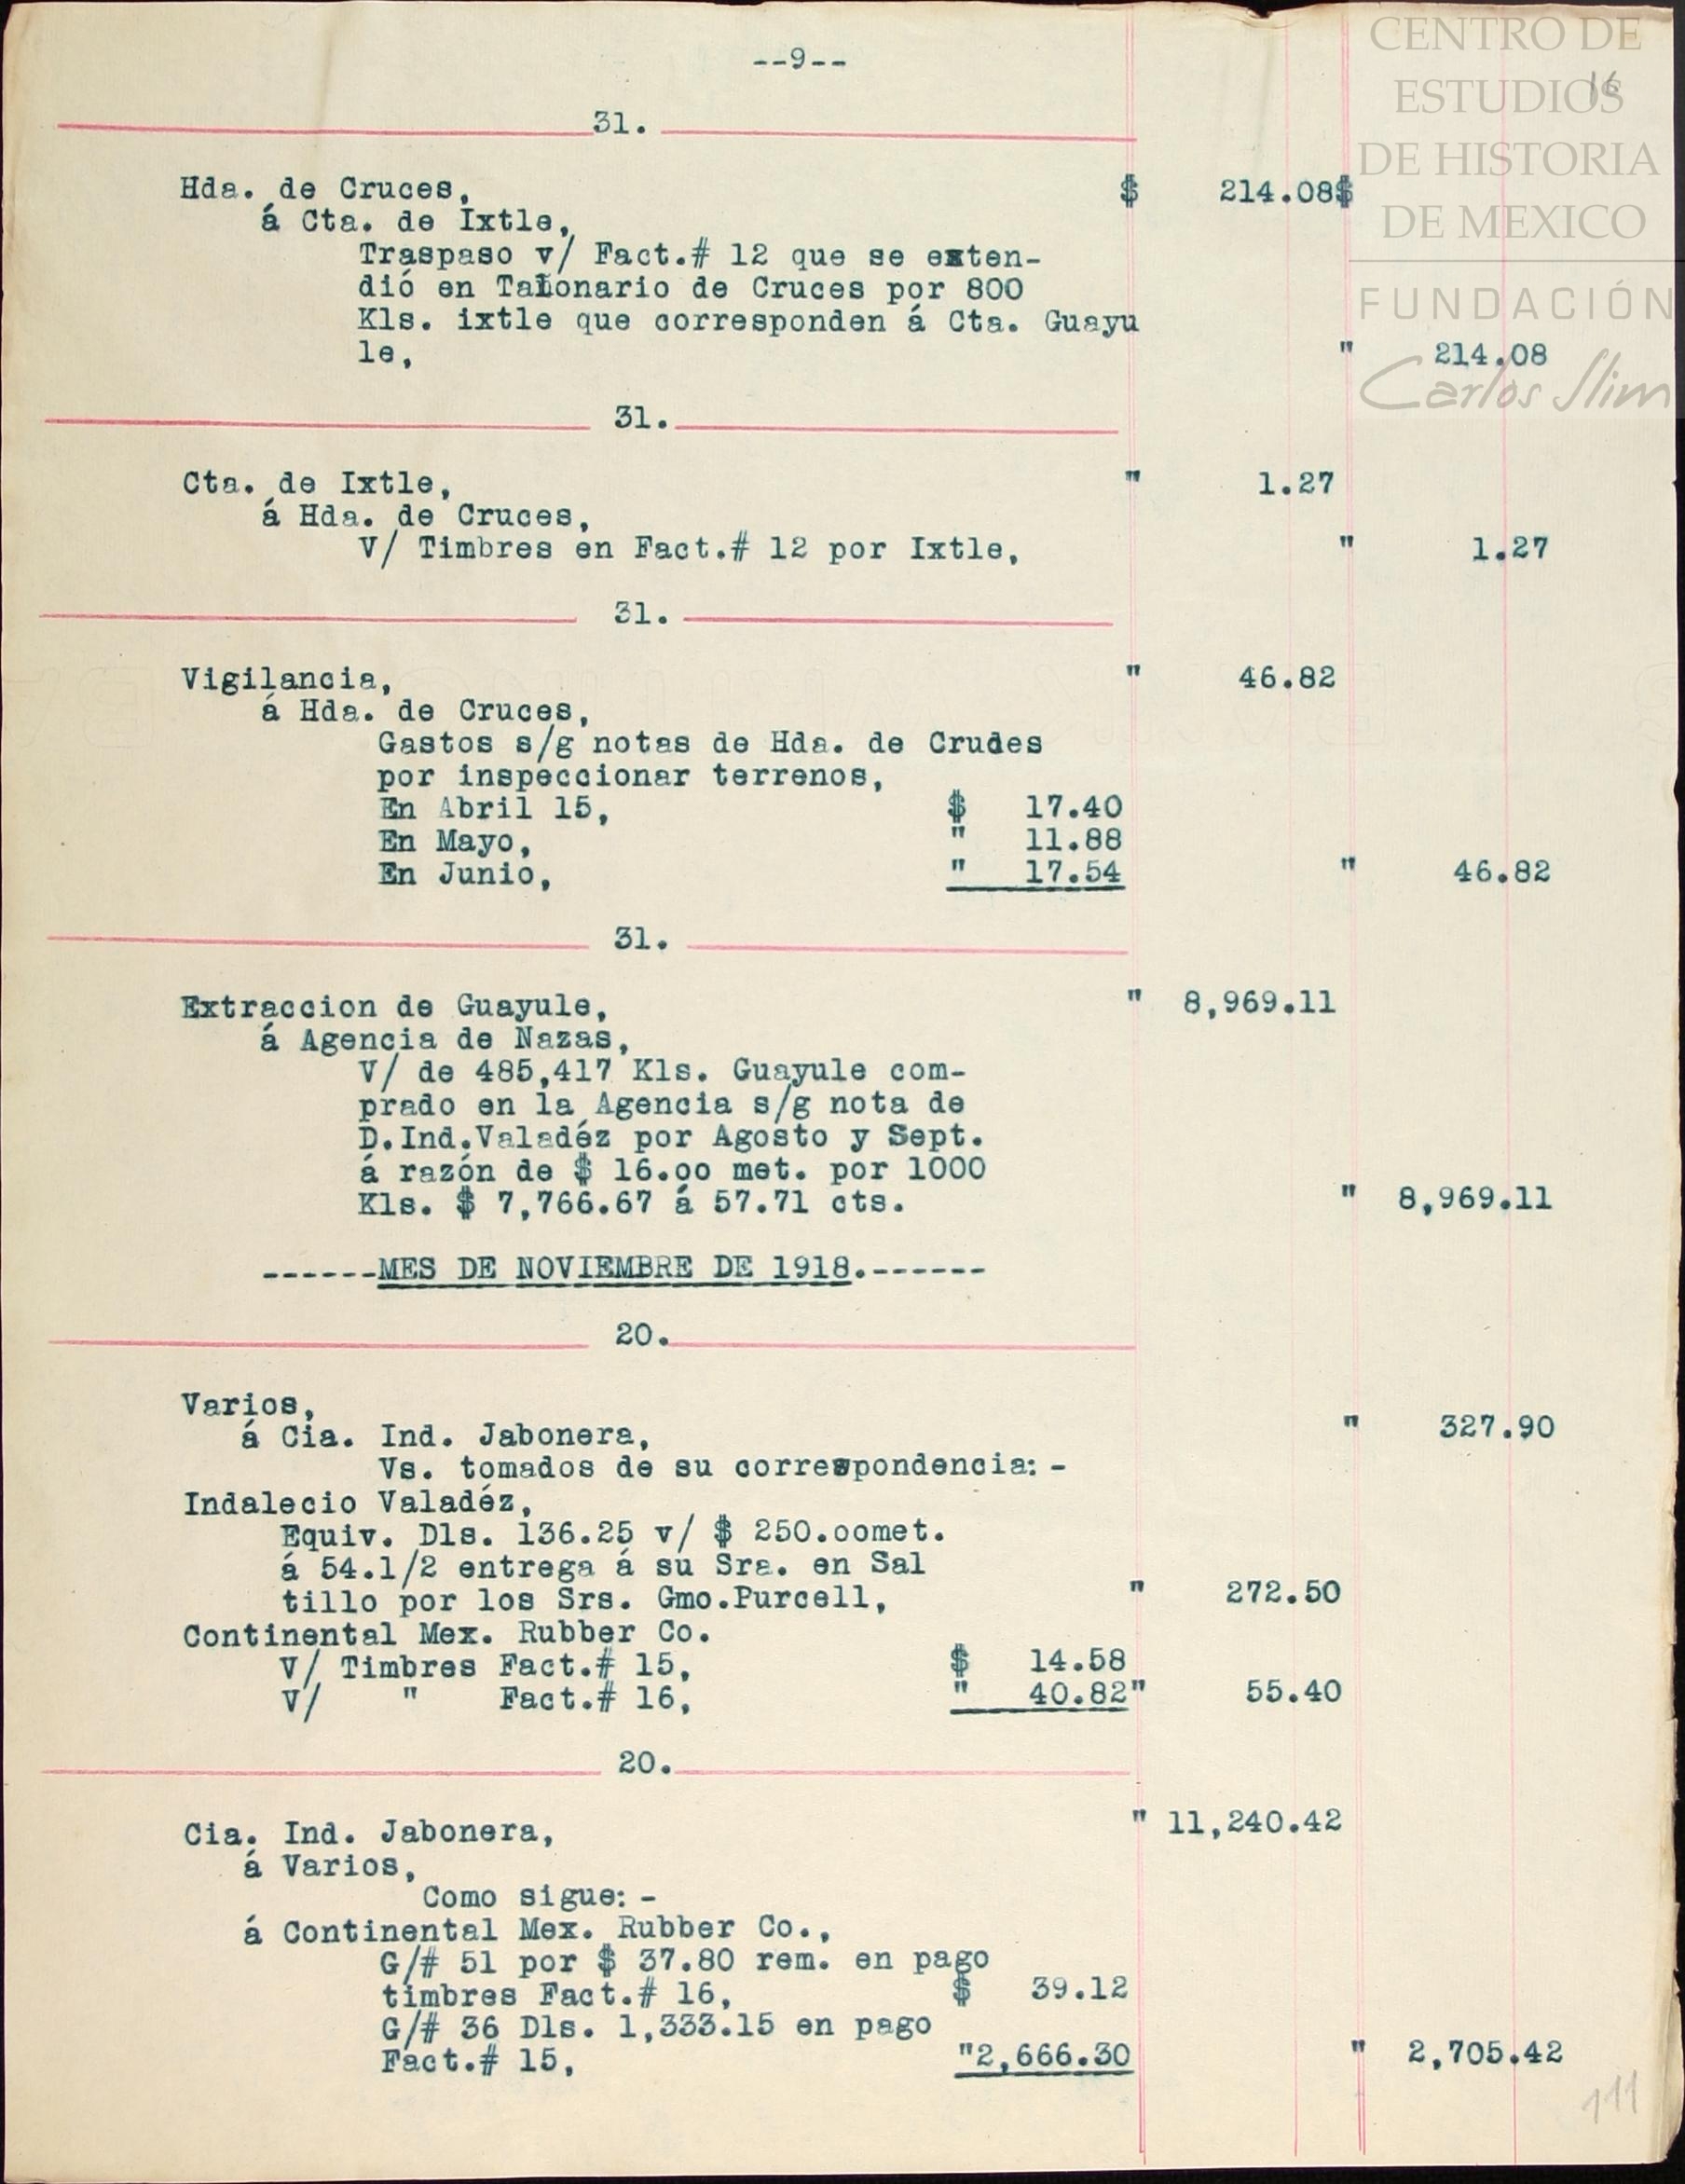 CENTRO DE
ESTUDIOS
DE HISTORIA
DE MEXICO
FUNDACIÓN
Carlos Slim
16
--9--
31.
Hda. de Cruces, $ 214.08$
á Cta. de Ixtle,
Traspaso v/ Fact.# 12 que se exten-
dió en Talonario de Cruces por 800
Kls. ixtle que corresponden á Cta. Guayu
le, " 214.08
31.
Cta. de Ixtle, " 1.27
á Hda. de Cruces,
V/ Timbres en Fact.# 12 por Ixtle, " 1.27
31.
Vigilancia, " 46.82
á Hda. de Cruces,
Gastos s/g notas de Hda. de Crudes
por inspeccionar terrenos,
En Abril 15, $ 17.40
En Mayo, " 11.88
En Junio, " 17.54 " 46.82
31.
Extraccion de Guayule, " 8,969.11
á Agencia de Nazas,
V/ de 485,417 Kls. Guayule com-
prado en la Agencia s/g nota de
D.Ind.Valadéz por Agosto y Sept.
á razón de $ 16.oo met. por 1000
Kls. $ 7,766.67 á 57.71 cts. " 8,969.11
------MES DE NOVIEMBRE DE 1918.------
20.
Varios,
á Cia. Ind. Jabonera, " 327.90
Vs. tomados de su correspondencia:-
Indalecio Valadéz,
Equiv. Dls. 136.25 v/ $ 250.oomet.
á 54.1/2 entrega á su Sra. en Sal
tillo por los Srs. Gmo.Purcell, " 272.50
Continental Mex. Rubber Co.
V/ Timbres Fact.# 15, $ 14.58
V/ " Fact.# 16, " 40.82" 55.40
20.
Cia. Ind. Jabonera, " 11,240.42
á Varios,
Como sigue:-
á Continental Mex. Rubber Co.,
G/# 51 por $ 37.80 rem. en pago
timbres Fact.# 16, $ 39.12
G/# 36 Dls. 1,333.15 en pago
Fact.# 15, "2,666.30 " 2,705.42
111